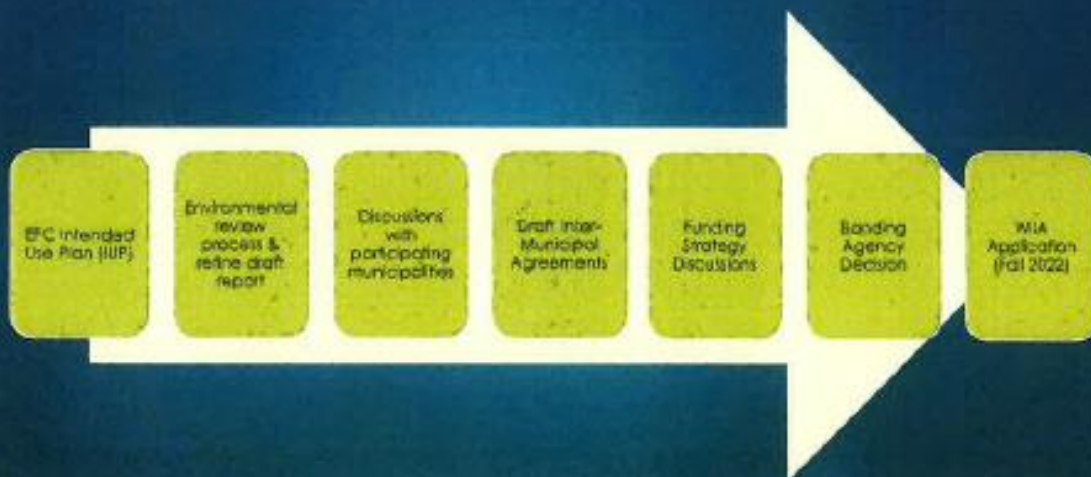 EFC Intended
Use Plan (IUP)
Environmental
review
process &
refine draft
report
Discussions
with
participating
municipalities
Draft Inter-
Municipal
Agreements
Funding
Strategy
Discussions
Bonding
Agency
Decision
WIIA
Application
(Fall 2022)